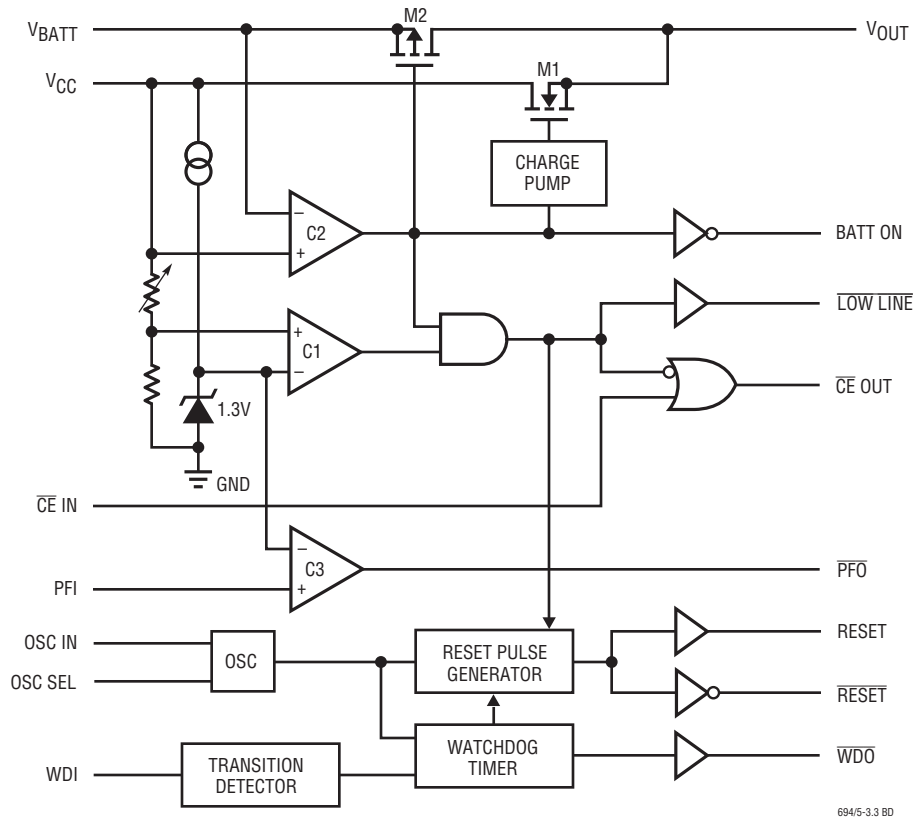 M2
VBATT
VOUT
VCC
M1
CHARGE
PUMP
−
C2
+
BATT ON
LOW LINE
+
C1
−
CE OUT
1.3V
GND
CE IN
−
C3
+
PFI
PFO
OSC IN
OSC SEL
OSC
RESET PULSE
GENERATOR
RESET
RESET
WDI
TRANSITION
DETECTOR
WATCHDOG
TIMER
WDO
694/5-3.3 BD